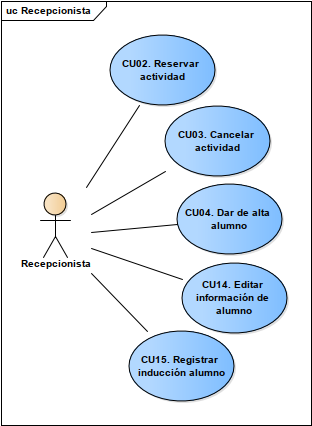 uc Recepcionista
CU02. Reservar
actividad
CU03. Cancelar
actividad
CU04. Dar de alta
alumno
Recepcionista
CU14. Editar
información de
alumno
CU15. Registrar
inducción alumno